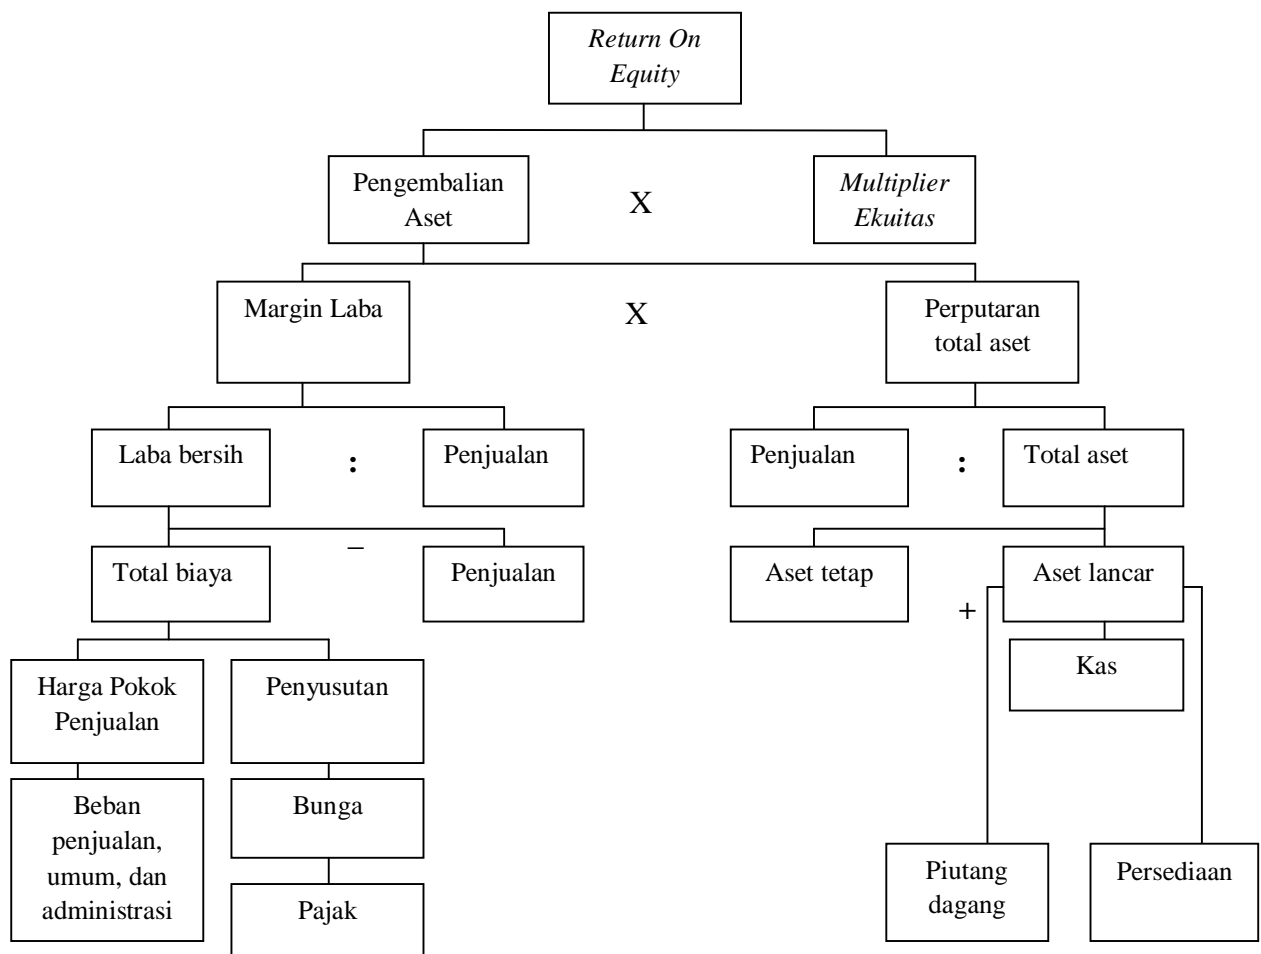 Return On
Equity
Pengembalian
Aset
X
Multiplier
Ekuitas
Margin Laba
X
Perputaran
total aset
Laba bersih
:
Penjualan
Penjualan
:
Total aset
Total biaya
–
Penjualan
Aset tetap
+
Aset lancar
Kas
Harga Pokok
Penjualan
Penyusutan
Beban
penjualan,
umum, dan
administrasi
Bunga
Pajak
Piutang
dagang
Persediaan